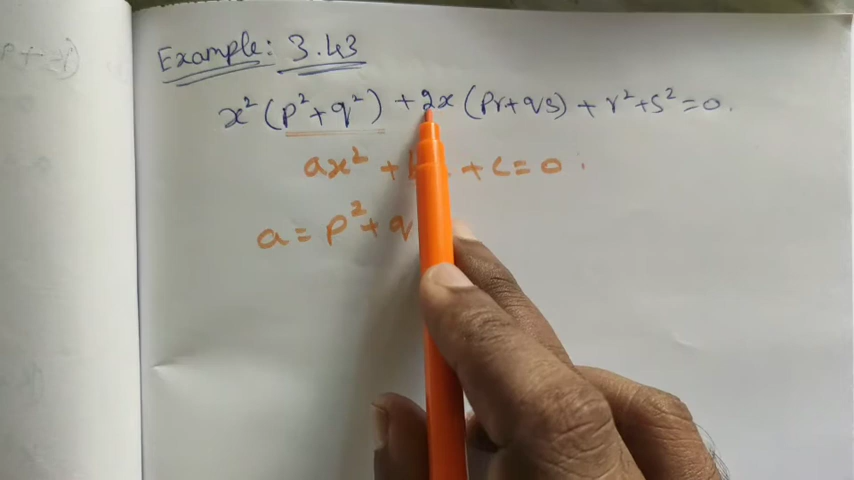 Example: 3.43
x² (p²+q²) + 2x (pr+qs) + r²+s² = 0.
ax² + + c = 0.
a = p² + q